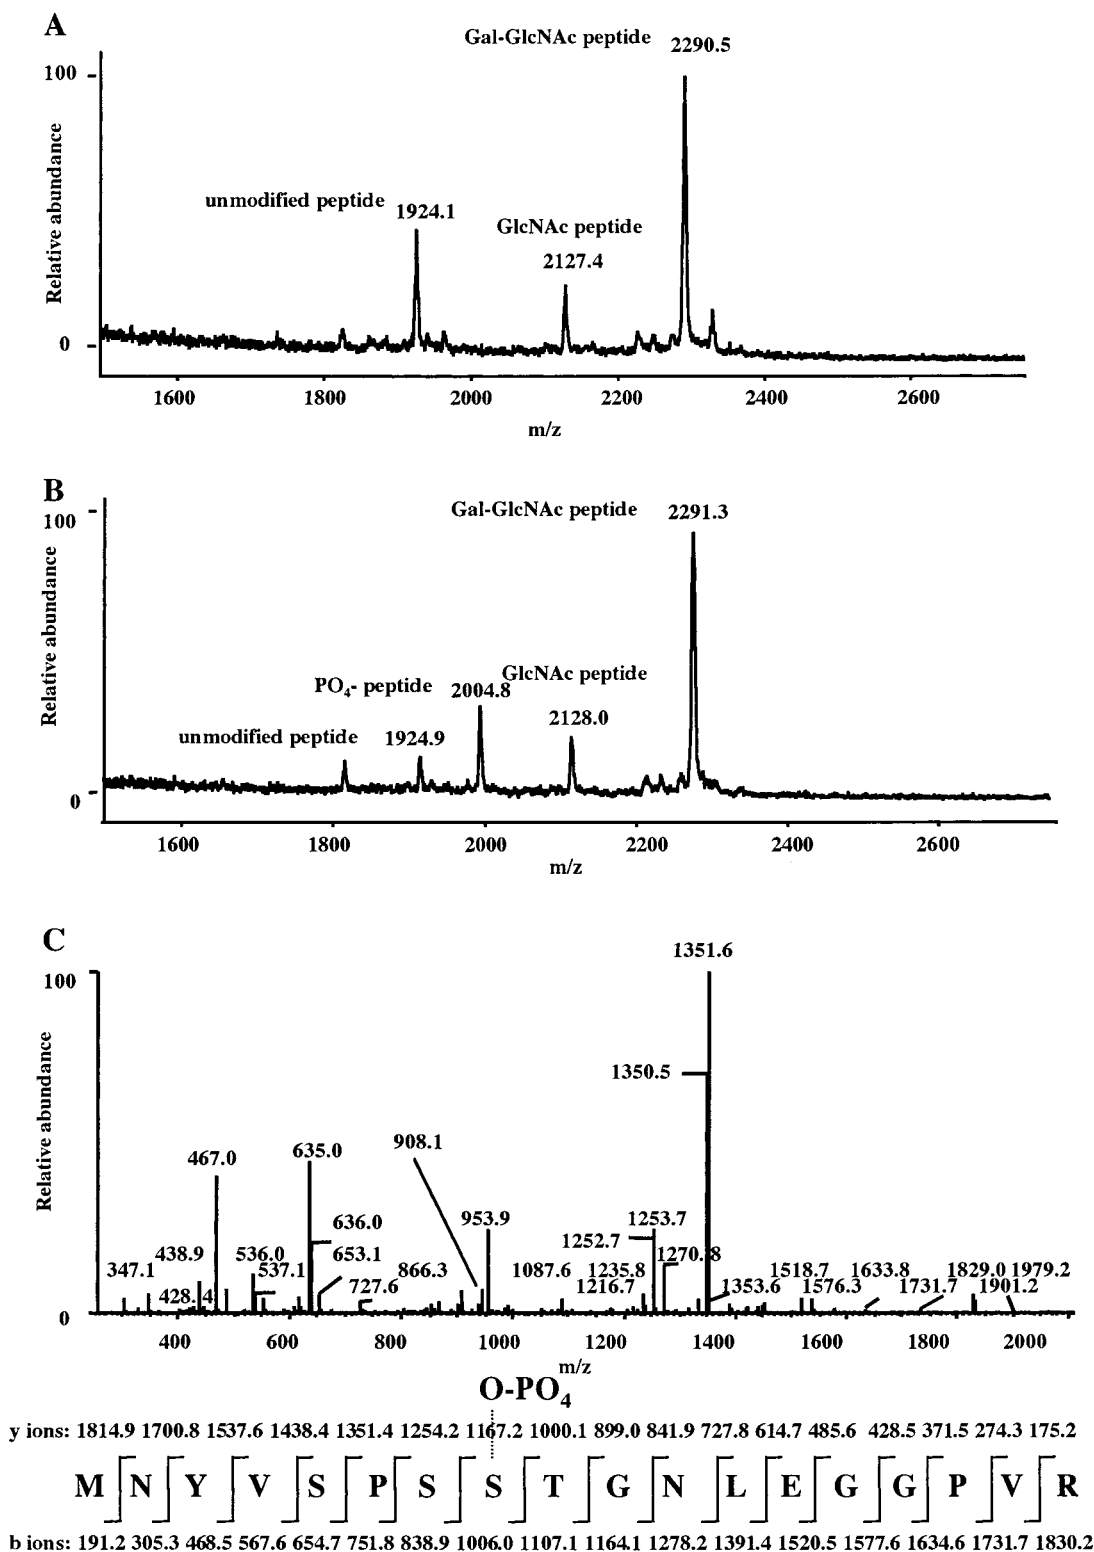 A
Gal-GlcNAc peptide 2290.5
100
unmodified peptide 1924.1
GlcNAc peptide
2127.4
Relative abundance
0
1600 1800 2000 2200 2400 2600
m/z
B
Gal-GlcNAc peptide 2291.3
100
GlcNAc peptide
PO4- peptide 2004.8
2128.0
unmodified peptide 1924.9
Relative abundance
0
1600 1800 2000 2200 2400 2600
m/z
C
1351.6
100
1350.5
908.1
467.0 635.0
Relative abundance
636.0 953.9 1253.7
1252.7
438.9 536.0 653.1 1270.8
347.1 537.1 866.3 1087.6 1235.8 1518.7 1633.8 1829.0 1979.2
428.4 727.6 1216.7 1353.6 1576.3 1731.7 1901.2
0
400 600 800 1000 1200 1400 1600 1800 2000
m/z
O-PO4
y ions: 1814.9 1700.8 1537.6 1438.4 1351.4 1254.2 1167.2 1000.1 899.0 841.9 727.8 614.7 485.6 428.5 371.5 274.3 175.2
M N Y V S P S S T G N L E G G P V R
b ions: 191.2 305.3 468.5 567.6 654.7 751.8 838.9 1006.0 1107.1 1164.1 1278.2 1391.4 1520.5 1577.6 1634.6 1731.7 1830.2